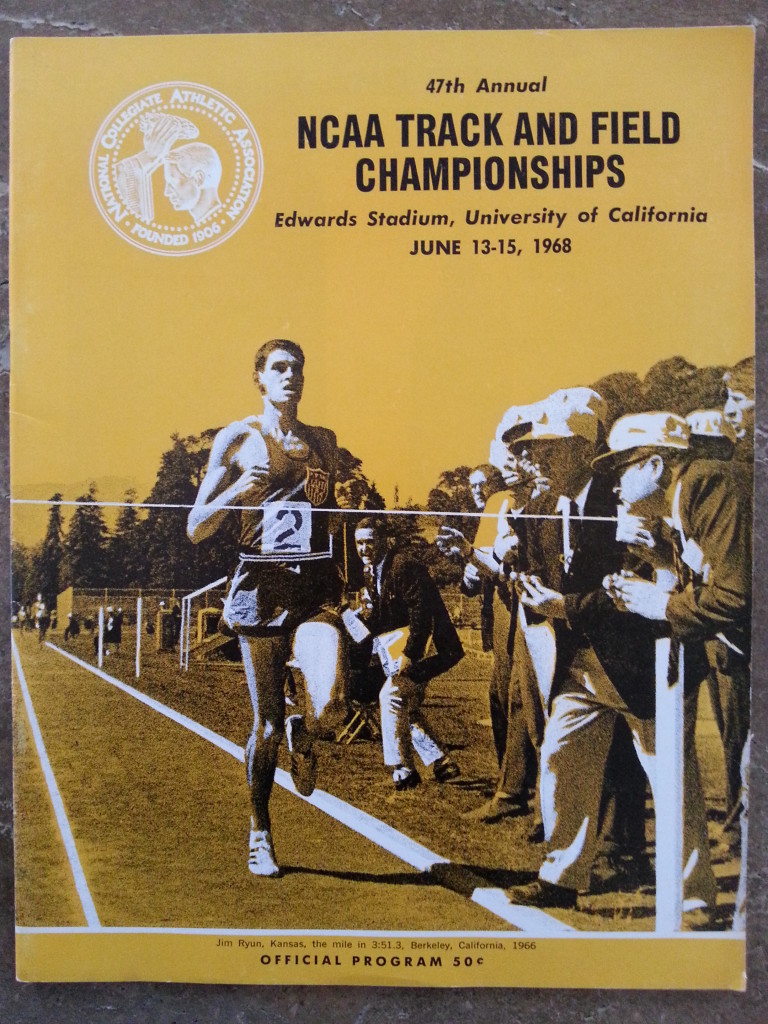 47th Annual
NATIONAL COLLEGIATE ATHLETIC ASSOCIATION
• FOUNDED 1906 •
NCAA TRACK AND FIELD
CHAMPIONSHIPS
Edwards Stadium, University of California
JUNE 13-15, 1968
2
Jim Ryun, Kansas, the mile in 3:51.3, Berkeley, California, 1966
OFFICIAL PROGRAM 50¢